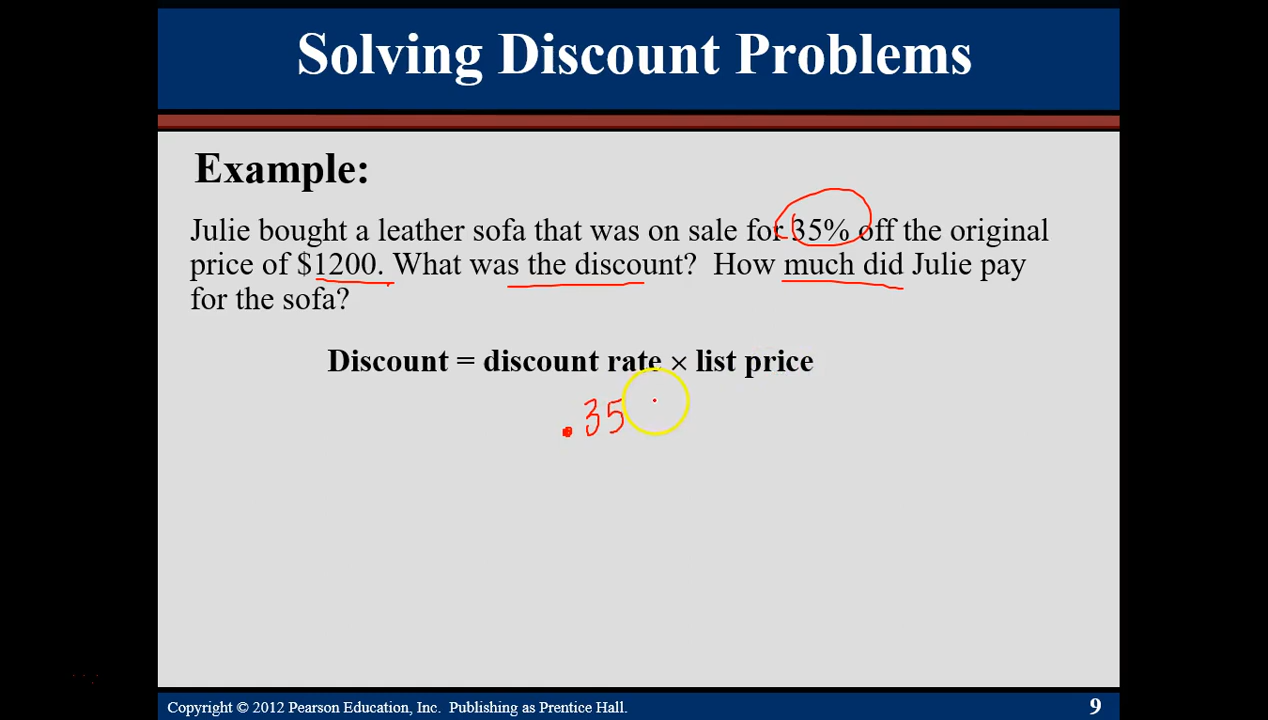 Solving Discount Problems
Example:
Julie bought a leather sofa that was on sale for 35% off the original
price of $1200. What was the discount?  How much did Julie pay
for the sofa?
Discount = discount rate × list price
.35
Copyright © 2012 Pearson Education, Inc.  Publishing as Prentice Hall.
9